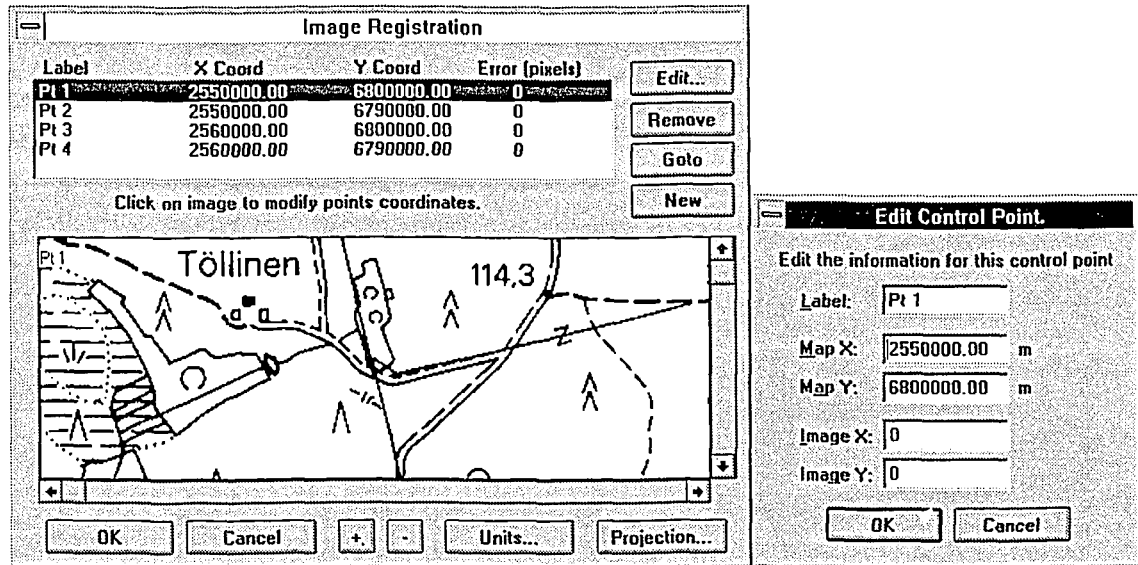 Image Registration
Label X Coord Y Coord Error (pixels)
Pt 1 2550000.00 6800000.00 0
Pt 2 2550000.00 6790000.00 0
Pt 3 2560000.00 6800000.00 0
Pt 4 2560000.00 6790000.00 0
Edit...
Remove
Goto
New
Click on image to modify points coordinates.
Pt 1
Töllinen
114,3
Z
OK Cancel + - Units... Projection...
Edit Control Point.
Edit the information for this control point
Label: Pt 1
Map X: 2550000.00 m
Map Y: 6800000.00 m
Image X: 0
Image Y: 0
OK Cancel